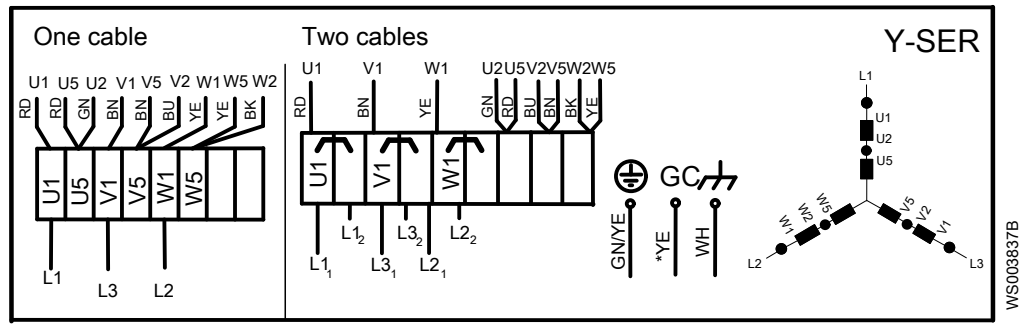 One cable
Two cables
Y-SER
U1 U5 U2 V1 V5 V2 W1 W5 W2
RD RD GN BN BN BU YE YE BK
U1 U5 V1 V5 W1 W5
L1 L3 L2
U1 V1 W1 U2 U5 V2 V5 W2 W5
RD BN YE GN RD BU BN BK YE
U1 V1 W1
L1₂ L3₂ L2₂
L1₁ L3₁ L2₁
GC
GN/YE *YE WH
L1
U1
U2
U5
W1 W2 W5 V5 V2 V1
L2 L3
WS003837B